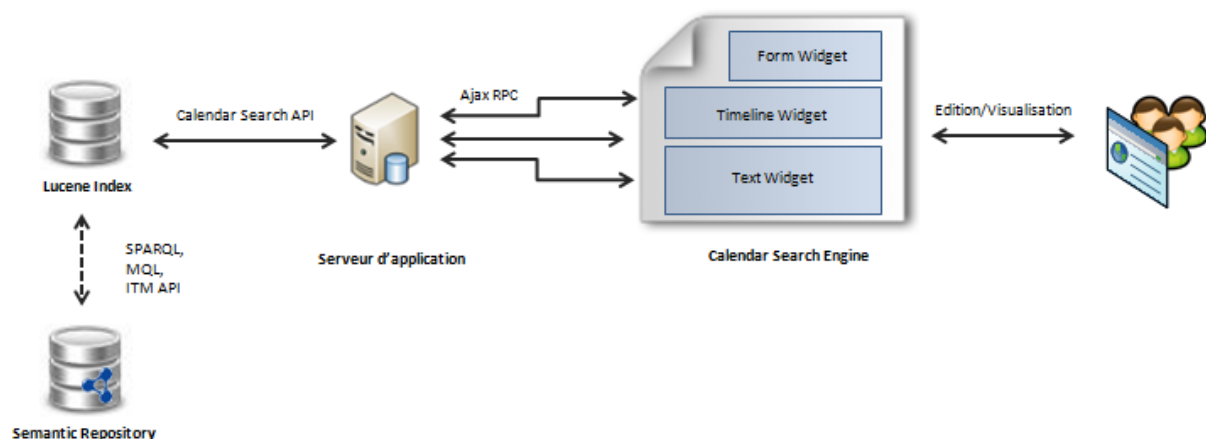 Form Widget
Ajax RPC
Calendar Search API
Timeline Widget
Edition/Visualisation
Text Widget
Lucene Index
SPARQL,
MQL,
ITM API
Serveur d'application
Calendar Search Engine
Semantic Repository